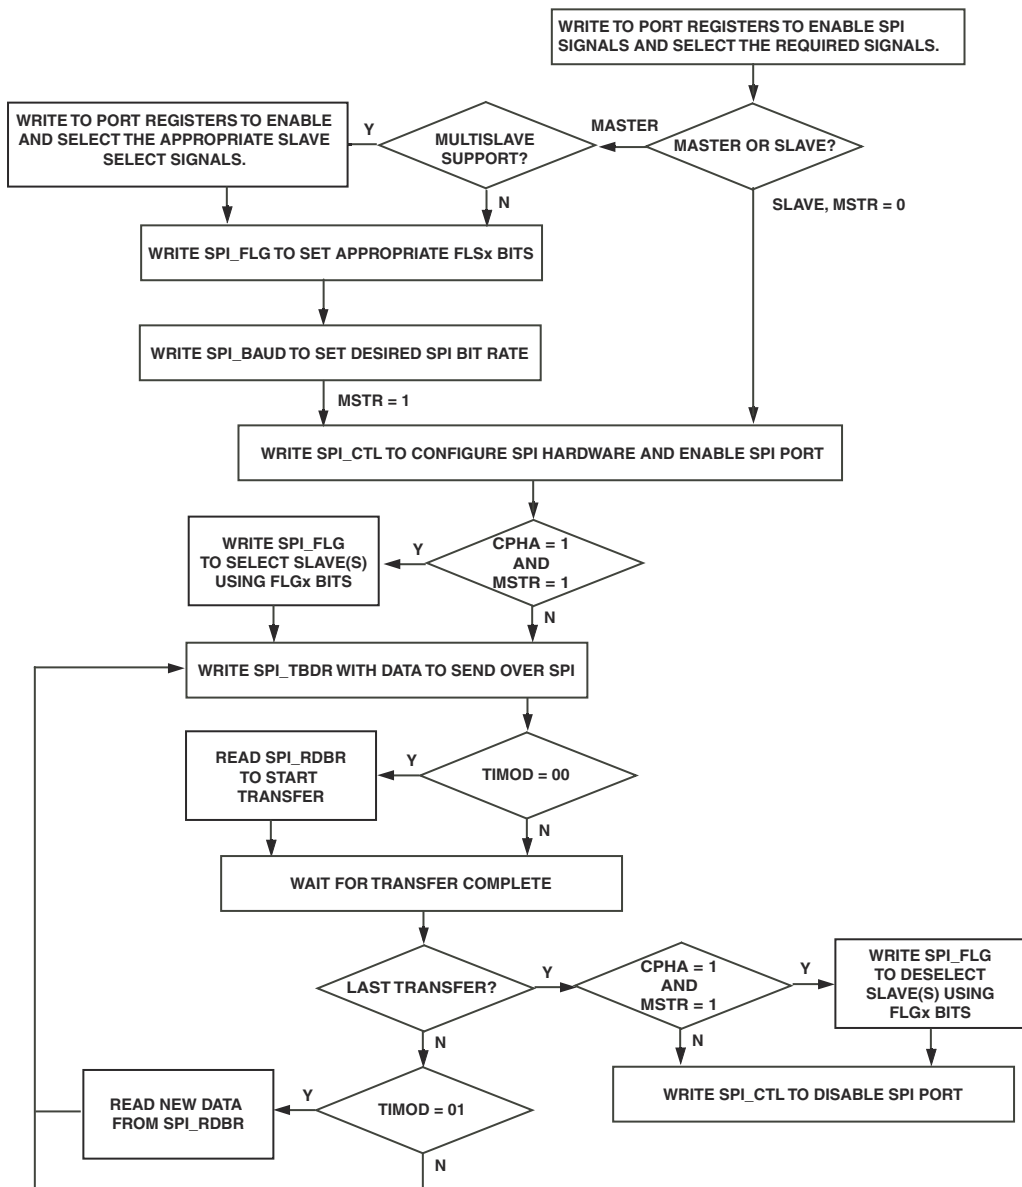 WRITE TO PORT REGISTERS TO ENABLE SPI
SIGNALS AND SELECT THE REQUIRED SIGNALS.
MASTER OR SLAVE?
MASTER
SLAVE, MSTR = 0
MULTISLAVE
SUPPORT?
Y
N
WRITE TO PORT REGISTERS TO ENABLE
AND SELECT THE APPROPRIATE SLAVE
SELECT SIGNALS.
WRITE SPI_FLG TO SET APPROPRIATE FLSx BITS
WRITE SPI_BAUD TO SET DESIRED SPI BIT RATE
MSTR = 1
WRITE SPI_CTL TO CONFIGURE SPI HARDWARE AND ENABLE SPI PORT
CPHA = 1
AND
MSTR = 1
Y
N
WRITE SPI_FLG
TO SELECT SLAVE(S)
USING FLGx BITS
WRITE SPI_TBDR WITH DATA TO SEND OVER SPI
TIMOD = 00
Y
N
READ SPI_RDBR
TO START
TRANSFER
WAIT FOR TRANSFER COMPLETE
LAST TRANSFER?
Y
N
CPHA = 1
AND
MSTR = 1
Y
N
WRITE SPI_FLG
TO DESELECT
SLAVE(S) USING
FLGx BITS
WRITE SPI_CTL TO DISABLE SPI PORT
TIMOD = 01
Y
N
READ NEW DATA
FROM SPI_RDBR